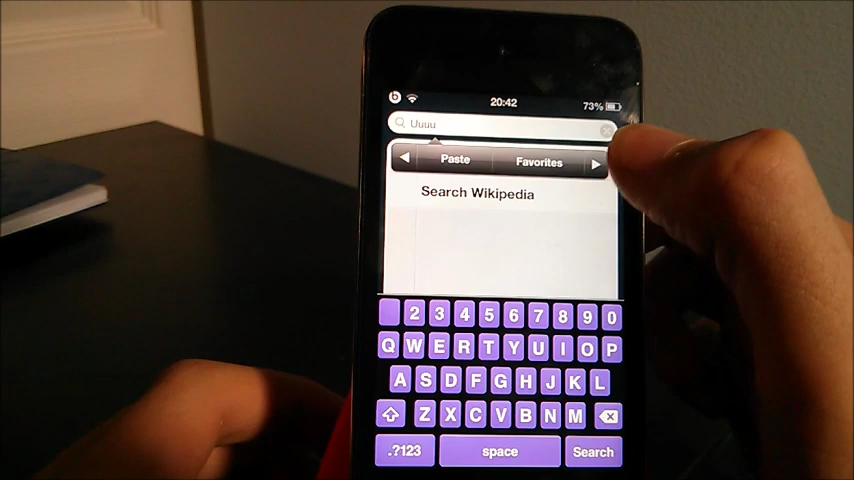 20:42 73%
Uuuu
Paste Favorites
Search Wikipedia
2 3 4 5 6 7 8 9 0
Q W E R T Y U I O P
A S D F G H J K L
Z X C V B N M
.?123 space Search